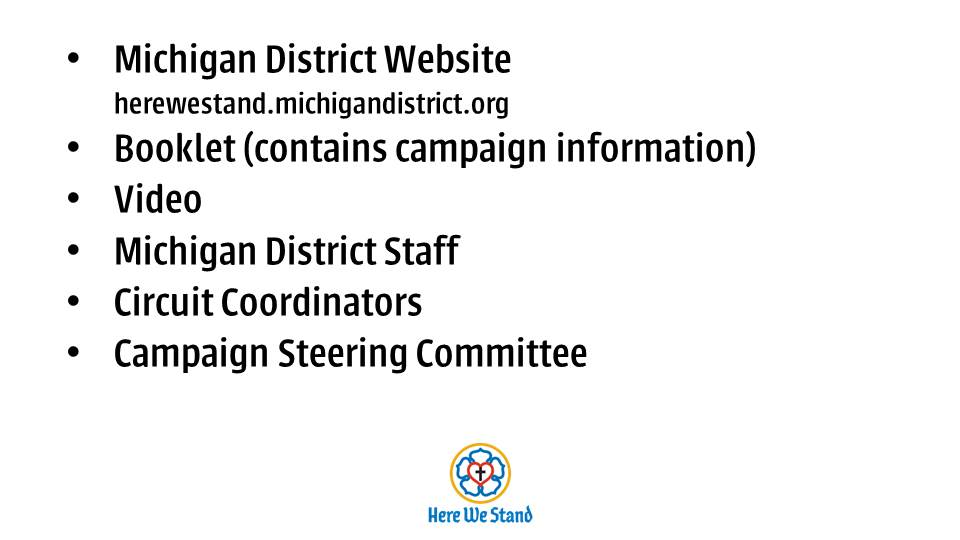 • Michigan District Website
herewestand.michigandistrict.org
• Booklet (contains campaign information)
• Video
• Michigan District Staff
• Circuit Coordinators
• Campaign Steering Committee
Here We Stand